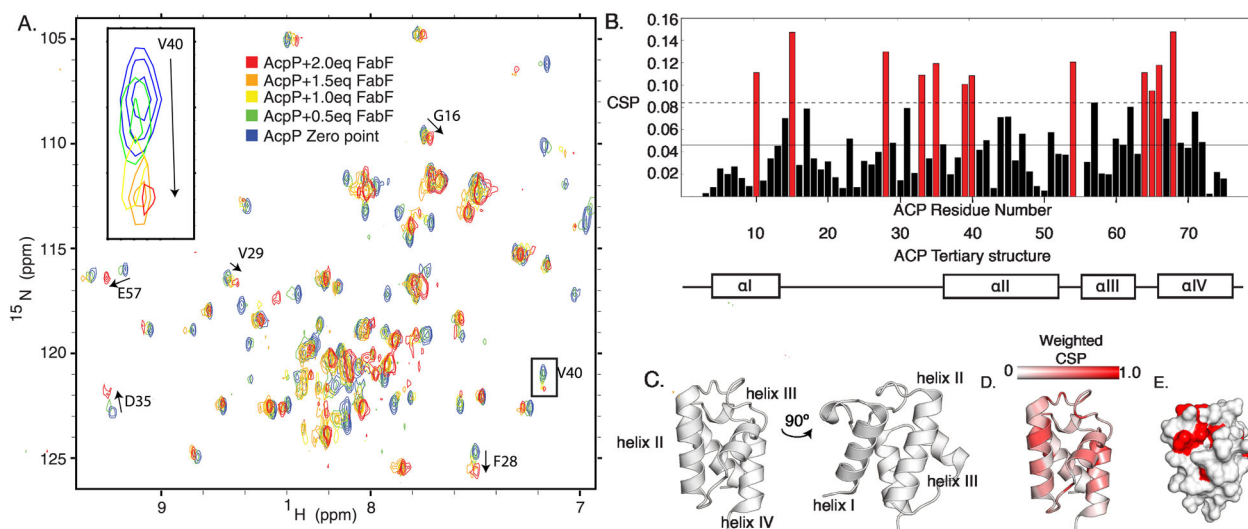 A.
V40
AcpP+2.0eq FabF
AcpP+1.5eq FabF
AcpP+1.0eq FabF
AcpP+0.5eq FabF
AcpP Zero point
G16
V29
E57
D35
V40
F28
105
110
115
120
125
15N (ppm)
9
1
8
7
H (ppm)
B.
CSP
0.16
0.14
0.12
0.10
0.08
0.06
0.04
0.02
ACP Residue Number
10 20 30 40 50 60 70
ACP Tertiary structure
αI
αII
αIII
αIV
C.
helix III
helix II
helix IV
90º
helix II
helix III
helix I
Weighted
CSP
0
1.0
D.
E.